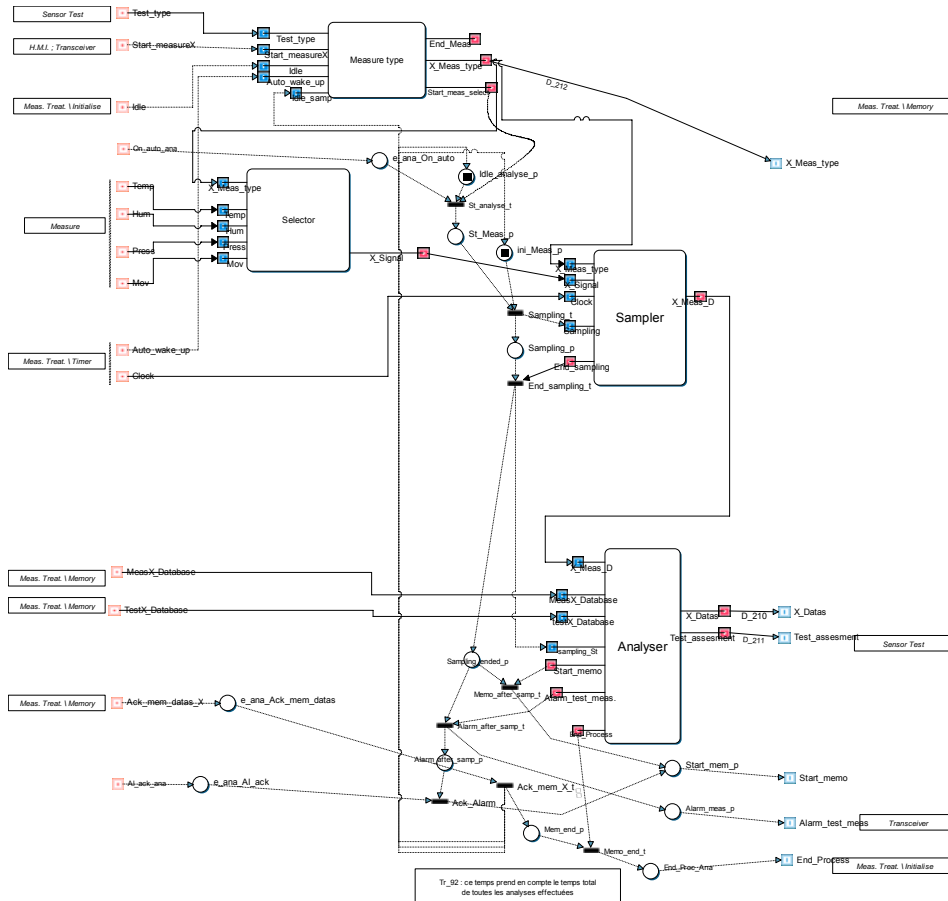 Sensor Test
Test_type
H.M.I. ; Transceiver
Start_measureX
Meas. Treat. \ Initialise
Idle
Test_type
Start_measureX
Idle
Auto_wake_up
Idle_samp
Measure type
End_Meas
X_Meas_type
Start_meas_select
D_212
Meas. Treat. \ Memory
X_Meas_type
On_auto_ana
e_ana_On_auto
Idle_analyse_p
St_analyse_t
St_Meas_p
ini_Meas_p
Measure
Temp
Hum
Press
Mov
X_Meas_type
Temp
Hum
Press
Mov
Selector
X_Signal
X_Meas_type
X_Signal
Clock
Sampling
End_sampling
Sampler
X_Meas_D
Sampling_t
Sampling_p
End_sampling_t
Meas. Treat. \ Timer
Auto_wake_up
Clock
Meas. Treat. \ Memory
MeasX_Database
Meas. Treat. \ Memory
TestX_Database
X_Meas_D
MeasX_Database
TestX_Database
sampling_St
Start_memo
Alarm_test_meas.
End_Process
Analyser
X_Datas
D_210
X_Datas
Test_assesment
D_211
Test_assesment
Sensor Test
Sampling_ended_p
Memo_after_samp_t
Meas. Treat. \ Memory
Ack_mem_datas_X
e_ana_Ack_mem_datas
Alarm_after_samp_t
Alarm_after_samp_p
Al_ack_ana
e_ana_Al_ack
Ack_Alarm
Ack_mem_X_t
Start_mem_p
Start_memo
Alarm_meas_p
Alarm_test_meas
Transceiver
Mem_end_p
Memo_end_t
End_Proc_Ana
End_Process
Meas. Treat. \ Initialise
Tr_92 : ce temps prend en compte le temps total
de toutes les analyses effectuées